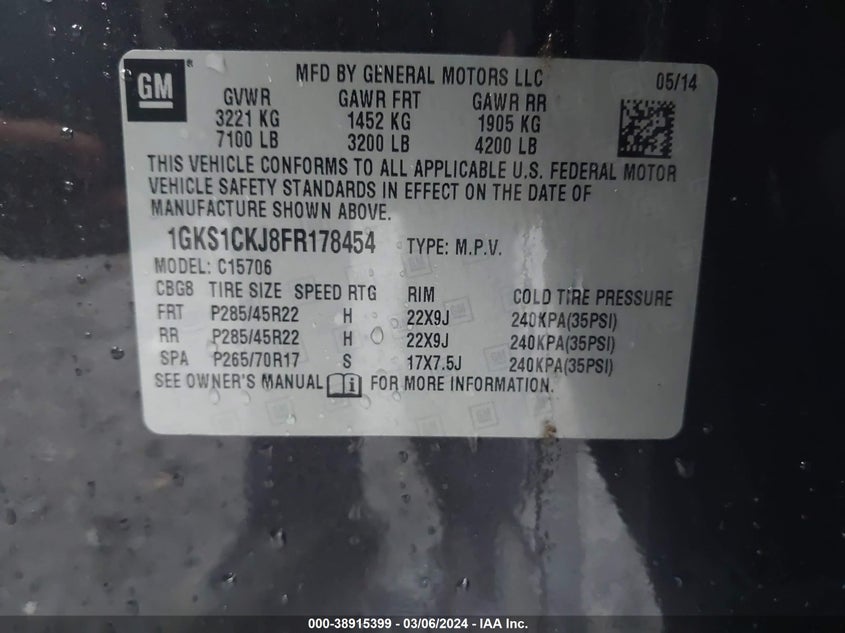 GM
MFD BY GENERAL MOTORS LLC 05/14
GVWR GAWR FRT GAWR RR
3221 KG 1452 KG 1905 KG
7100 LB 3200 LB 4200 LB
THIS VEHICLE CONFORMS TO ALL APPLICABLE U.S. FEDERAL MOTOR
VEHICLE SAFETY STANDARDS IN EFFECT ON THE DATE OF
MANUFACTURE SHOWN ABOVE.
1GKS1CKJ8FR178454 TYPE: M.P.V.
MODEL: C15706
CBG8 TIRE SIZE SPEED RTG RIM COLD TIRE PRESSURE
FRT P285/45R22 H 22X9J 240KPA(35PSI)
RR P285/45R22 H 22X9J 240KPA(35PSI)
SPA P265/70R17 S 17X7.5J 240KPA(35PSI)
SEE OWNER'S MANUAL FOR MORE INFORMATION.
000-38915399 - 03/06/2024 - IAA Inc.